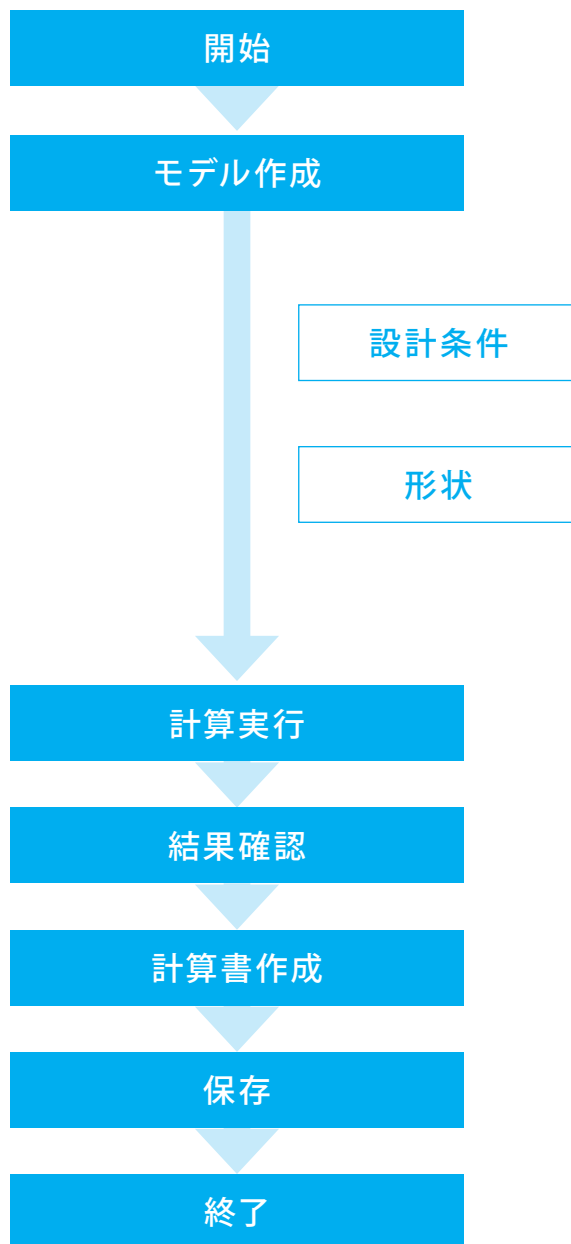 開始
モデル作成
設計条件
形状
計算実行
結果確認
計算書作成
保存
終了